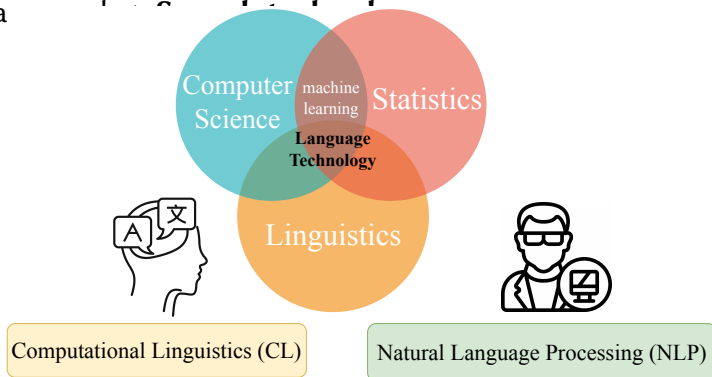 a
Computer
Science
machine
learning
Statistics
Language
Technology
Linguistics
A 文
Computational Linguistics (CL)
Natural Language Processing (NLP)